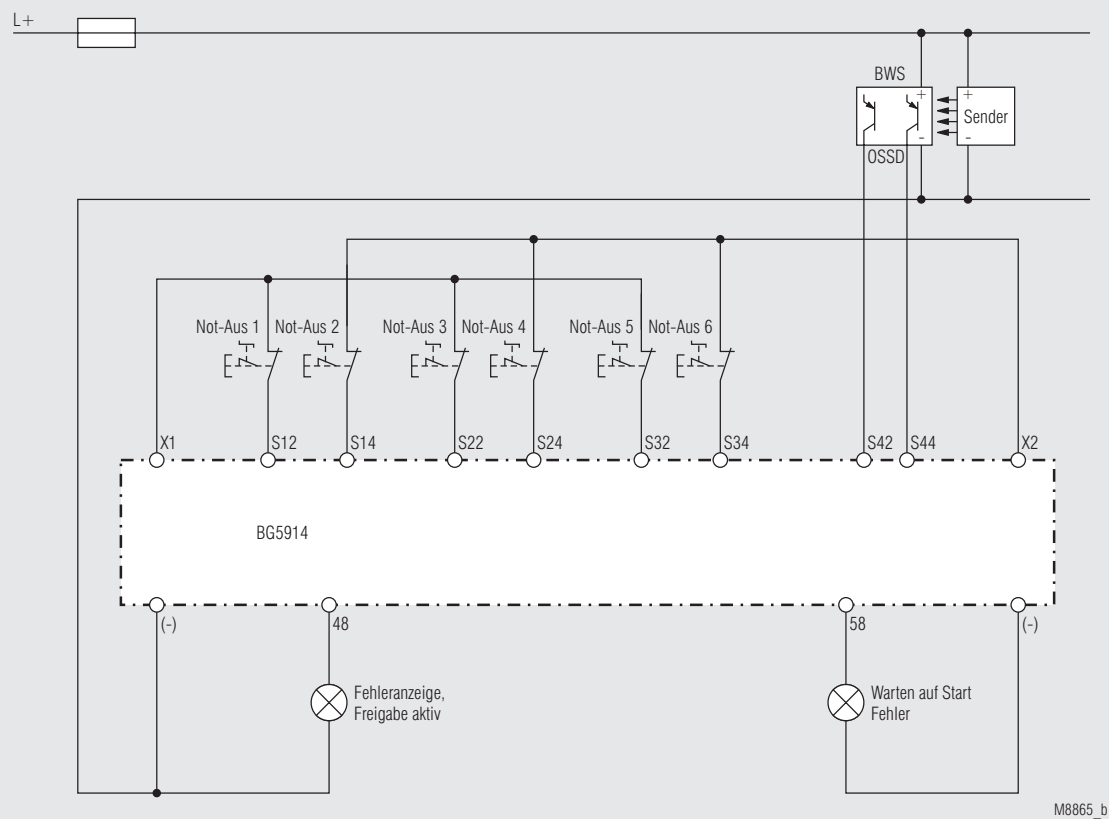 L+
BWS
+
+
Sender
-
-
OSSD
Not-Aus 1
Not-Aus 2
Not-Aus 3
Not-Aus 4
Not-Aus 5
Not-Aus 6
X1
S12
S14
S22
S24
S32
S34
S42
S44
X2
BG5914
(-)
48
58
(-)
Fehleranzeige,
Freigabe aktiv
Warten auf Start
Fehler
M8865_b